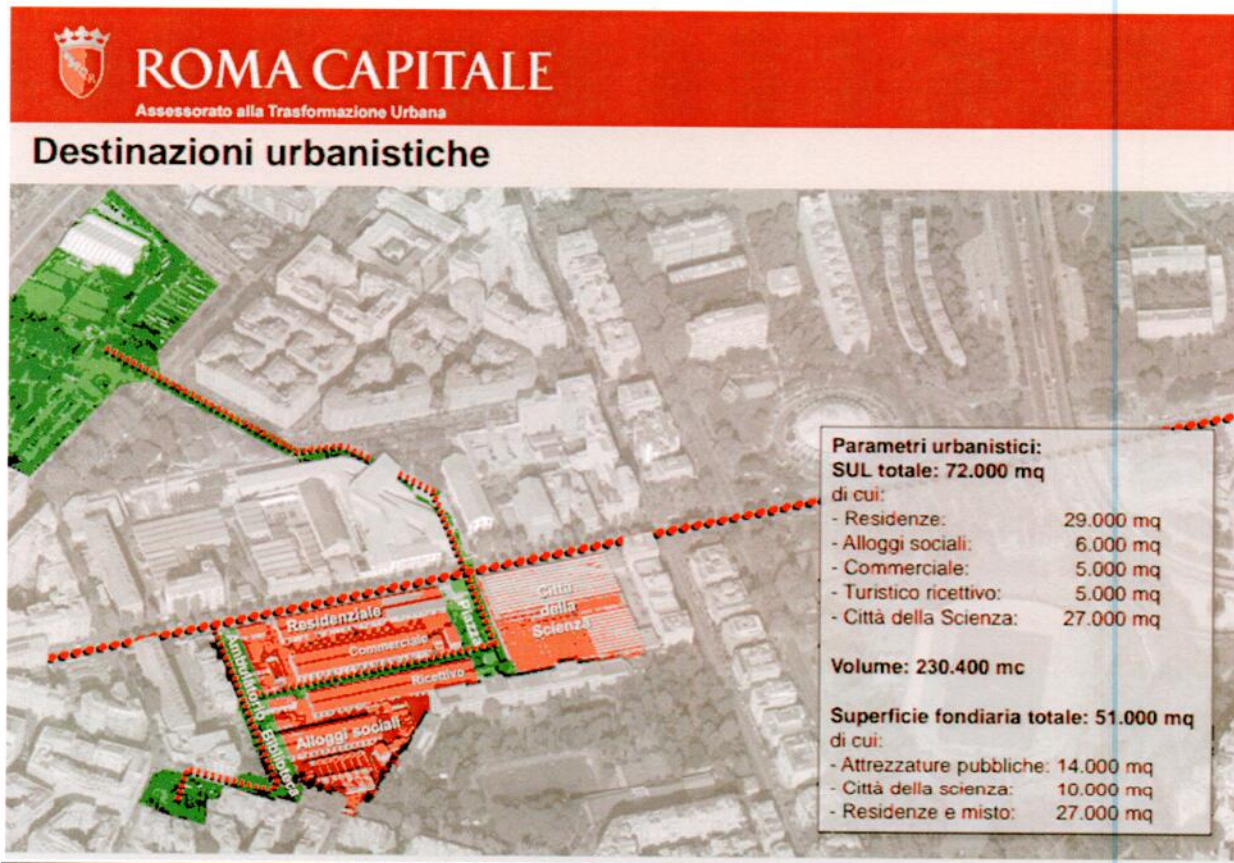 ROMA CAPITALE
Assessorato alla Trasformazione Urbana
Destinazioni urbanistiche
Residenziale
Commerciale
Ricettivo
Alloggi sociali
Ambulatorio
Biblioteca
Piazza
Città
della
Scienza
Parametri urbanistici:
SUL totale: 72.000 mq
di cui:
- Residenze: 29.000 mq
- Alloggi sociali: 6.000 mq
- Commerciale: 5.000 mq
- Turistico ricettivo: 5.000 mq
- Città della Scienza: 27.000 mq
Volume: 230.400 mc
Superficie fondiaria totale: 51.000 mq
di cui:
- Attrezzature pubbliche: 14.000 mq
- Città della scienza: 10.000 mq
- Residenze e misto: 27.000 mq